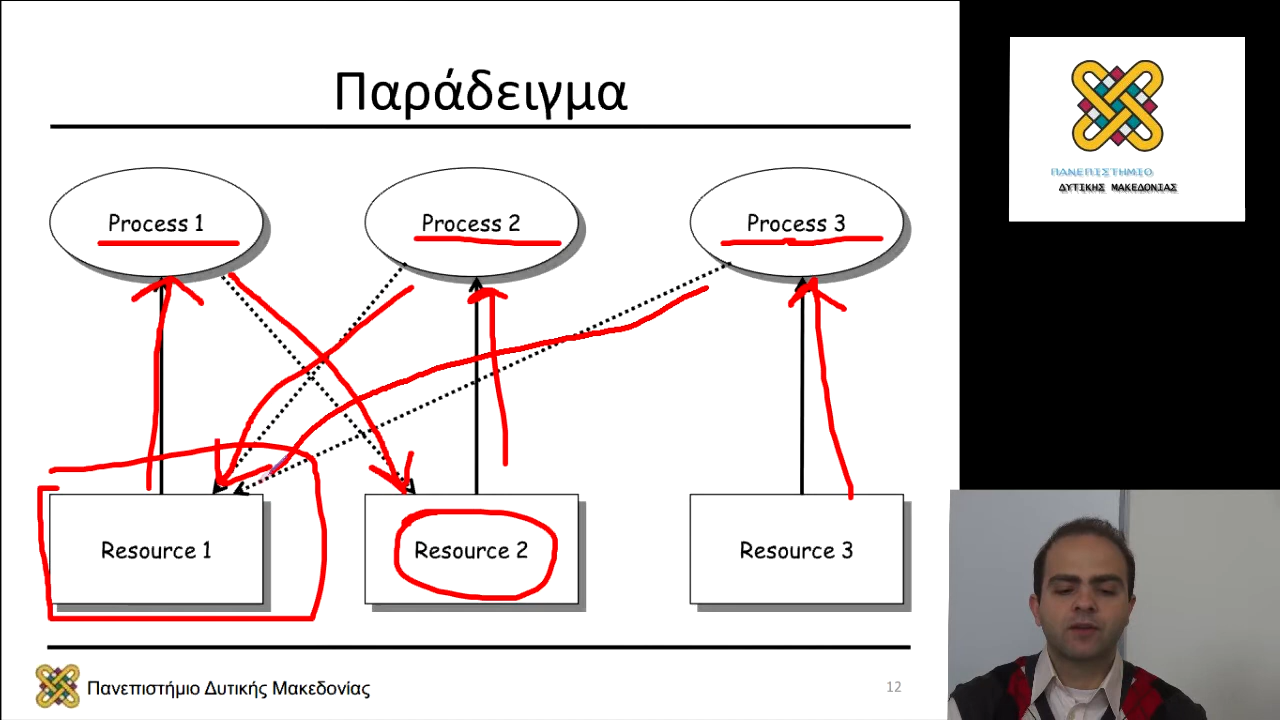 Παράδειγμα
Process 1
Process 2
Process 3
Resource 1
Resource 2
Resource 3
Πανεπιστήμιο Δυτικής Μακεδονίας
12
ΠΑΝΕΠΙΣΤΗΜΙΟ
ΔΥΤΙΚΗΣ ΜΑΚΕΔΟΝΙΑΣ